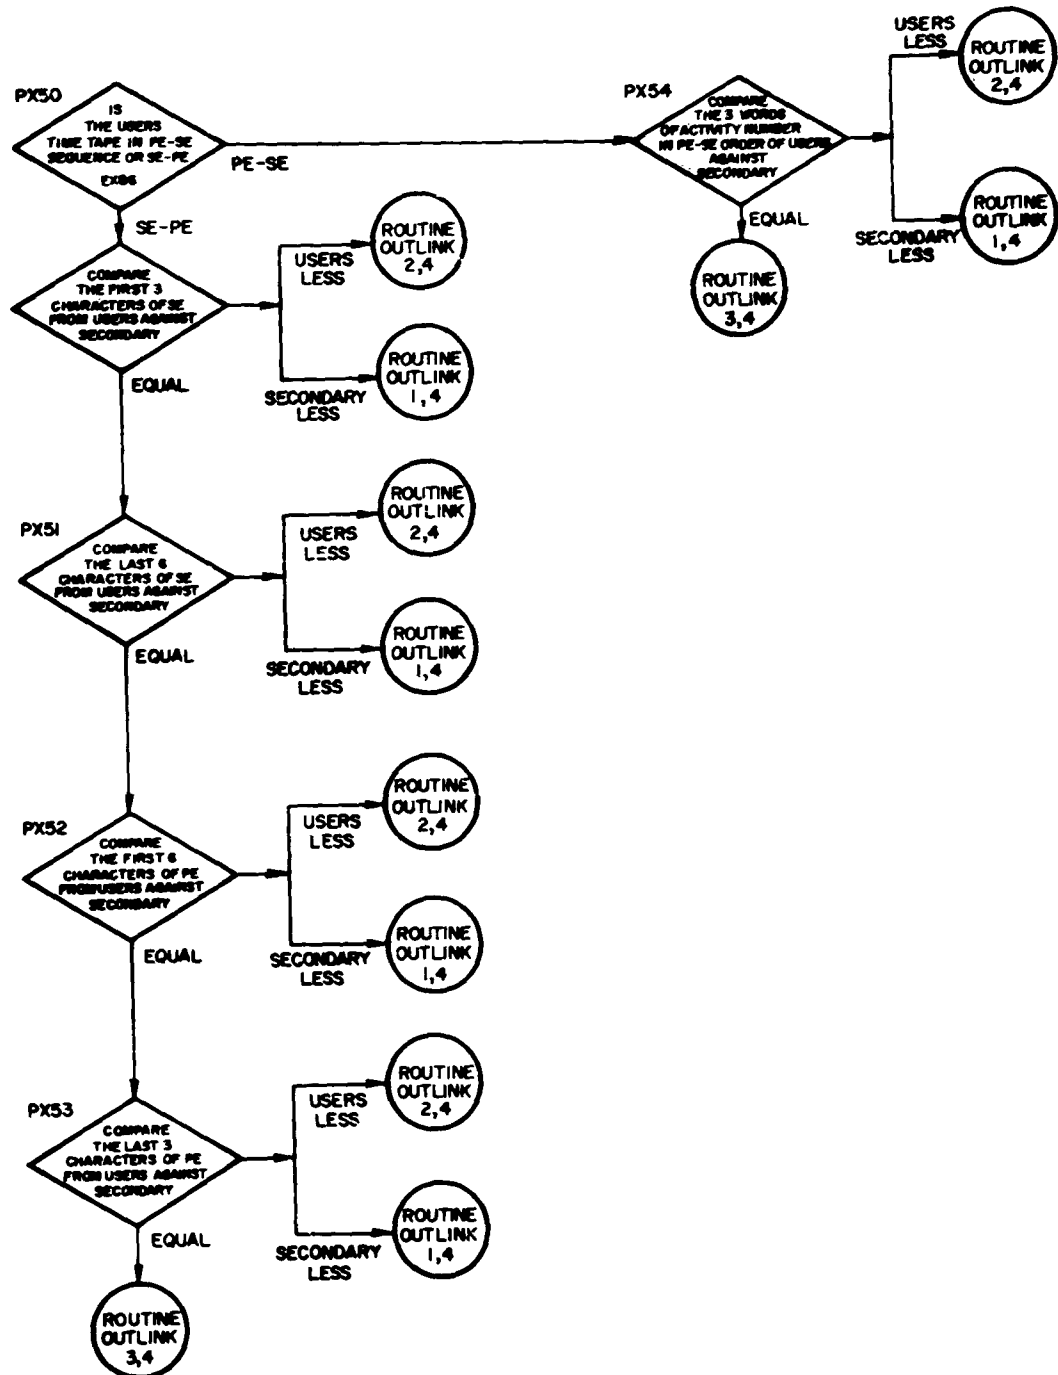 PX50
IS
THE USERS
TIME TAPE IN PE-SE
SEQUENCE OR SE-PE
EX86
PE-SE
SE-PE
PX54
COMPARE
THE 3 WORDS
OF ACTIVITY NUMBER
IN PE-SE ORDER OF USERS
AGAINST
SECONDARY
USERS
LESS
ROUTINE
OUTLINK
2,4
SECONDARY
LESS
ROUTINE
OUTLINK
1,4
EQUAL
ROUTINE
OUTLINK
3,4
COMPARE
THE FIRST 3
CHARACTERS OF SE
FROM USERS AGAINST
SECONDARY
USERS
LESS
ROUTINE
OUTLINK
2,4
SECONDARY
LESS
ROUTINE
OUTLINK
1,4
EQUAL
PX51
COMPARE
THE LAST 6
CHARACTERS OF SE
FROM USERS AGAINST
SECONDARY
USERS
LESS
ROUTINE
OUTLINK
2,4
SECONDARY
LESS
ROUTINE
OUTLINK
1,4
EQUAL
PX52
COMPARE
THE FIRST 6
CHARACTERS OF PE
FROM USERS AGAINST
SECONDARY
USERS
LESS
ROUTINE
OUTLINK
2,4
SECONDARY
LESS
ROUTINE
OUTLINK
1,4
EQUAL
PX53
COMPARE
THE LAST 3
CHARACTERS OF PE
FROM USERS AGAINST
SECONDARY
USERS
LESS
ROUTINE
OUTLINK
2,4
SECONDARY
LESS
ROUTINE
OUTLINK
1,4
EQUAL
ROUTINE
OUTLINK
3,4